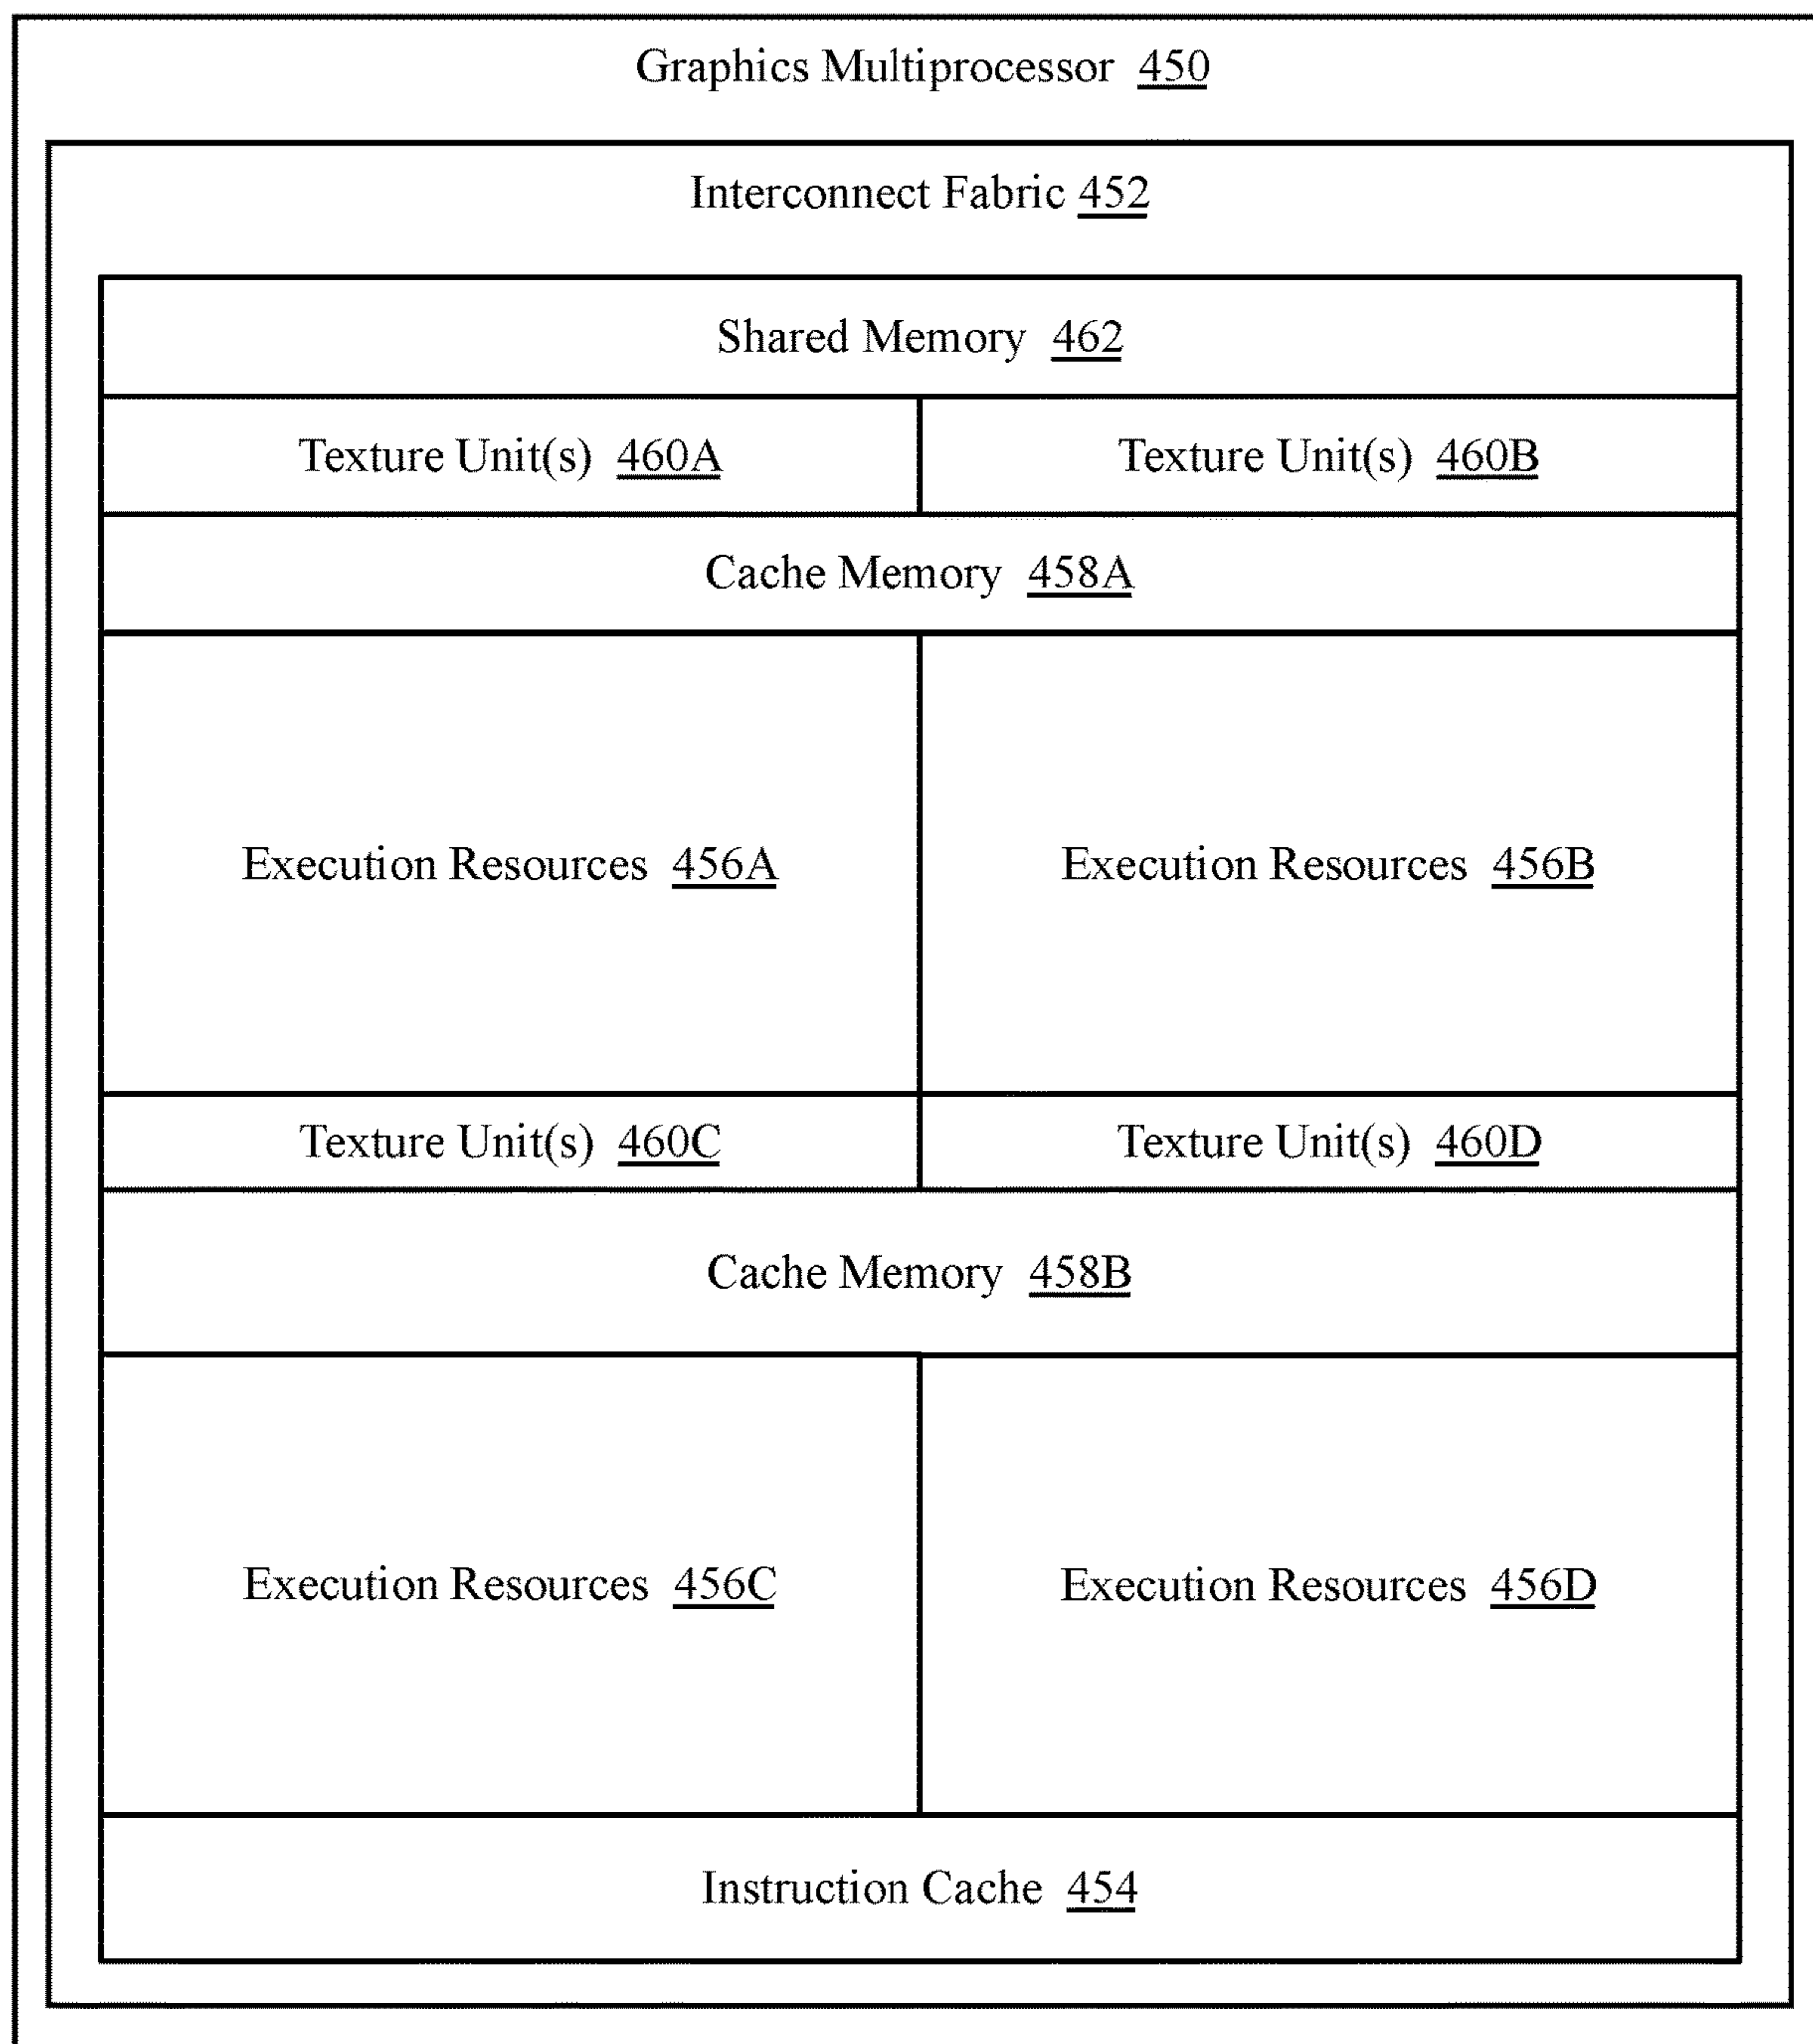 Graphics Multiprocessor 450
Interconnect Fabric 452
Shared Memory 462
Texture Unit(s) 460A
Texture Unit(s) 460B
Cache Memory 458A
Execution Resources 456A
Execution Resources 456B
Texture Unit(s) 460C
Texture Unit(s) 460D
Cache Memory 458B
Execution Resources 456C
Execution Resources 456D
Instruction Cache 454